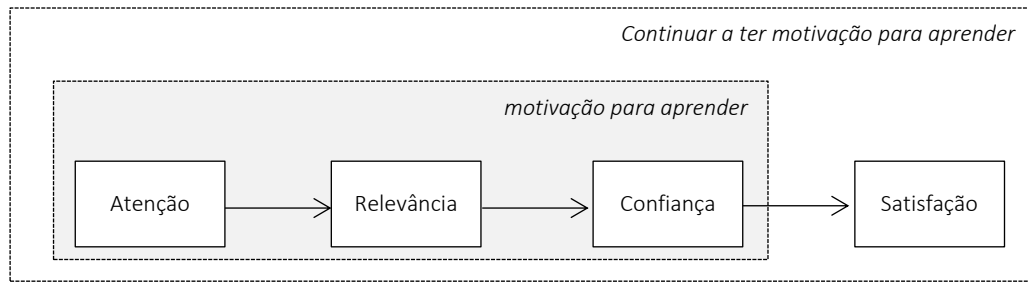 Continuar a ter motivação para aprender
motivação para aprender
Atenção
Relevância
Confiança
Satisfação